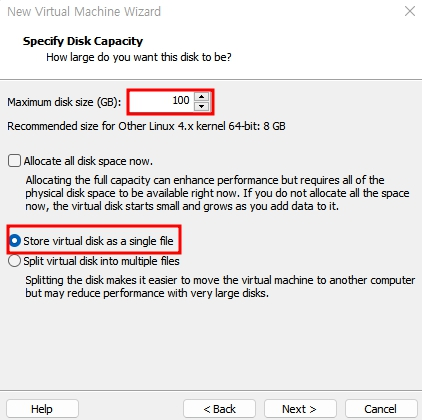 New Virtual Machine Wizard
Specify Disk Capacity
How large do you want this disk to be?
Maximum disk size (GB): 100
Recommended size for Other Linux 4.x kernel 64-bit: 8 GB
Allocate all disk space now.
Allocating the full capacity can enhance performance but requires all of the
physical disk space to be available right now. If you do not allocate all the space
now, the virtual disk starts small and grows as you add data to it.
Store virtual disk as a single file
Split virtual disk into multiple files
Splitting the disk makes it easier to move the virtual machine to another computer
but may reduce performance with very large disks.
Help < Back Next > Cancel